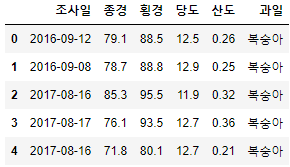 조사일 종경 횡경 당도 산도 과일
0 2016-09-12 79.1 88.5 12.5 0.26 복숭아
1 2016-09-08 78.7 88.8 12.9 0.25 복숭아
2 2017-08-16 85.3 95.5 11.9 0.32 복숭아
3 2017-08-17 76.1 93.5 12.7 0.36 복숭아
4 2017-08-16 71.8 80.1 12.7 0.21 복숭아